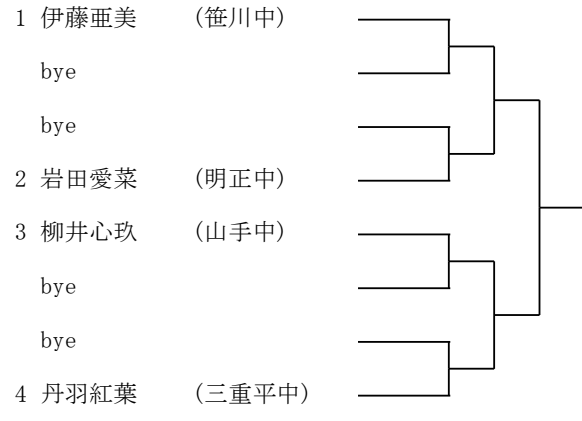 1 伊藤亜美 (笹川中)
bye
bye
2 岩田愛菜 (明正中)
3 柳井心玖 (山手中)
bye
bye
4 丹羽紅葉 (三重平中)